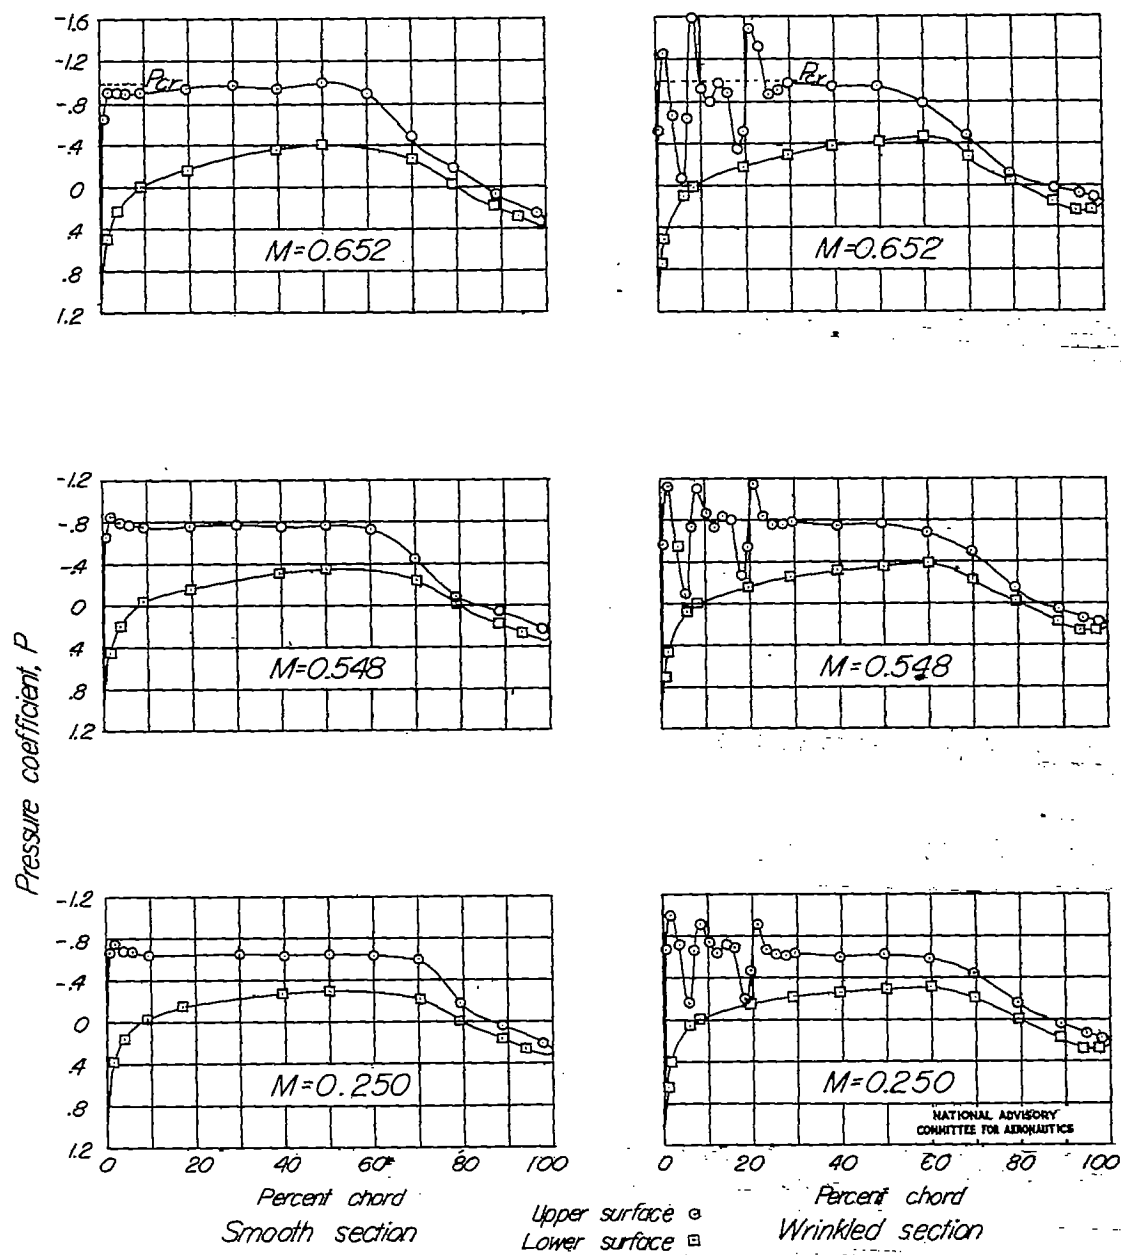 -1.6
-1.2
-.8
-.4
0
.4
.8
1.2
Pcr
M=0.652
Pcr
M=0.652
-1.2
-.8
-.4
0
.4
.8
1.2
M=0.548
M=0.548
Pressure coefficient, P
-1.2
-.8
-.4
0
.4
.8
1.2
M=0.250
M=0.250
NATIONAL ADVISORY
COMMITTEE FOR AERONAUTICS
0 20 40 60 80 100
0 20 40 60 80 100
Percent chord
Percent chord
Smooth section
Upper surface
Lower surface
Wrinkled section